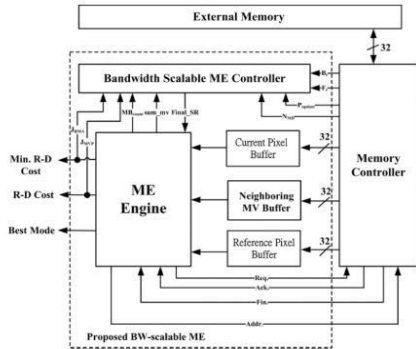 External Memory
32
Bandwidth Scalable ME Controller
sum_mv Final_SR
Min. R-D
Cost
R-D Cost
Best Mode
ME
Engine
Current Pixel
Buffer
32
Neighboring
MV Buffer
32
Reference Pixel
Buffer
32
Memory
Controller
Req.
Ack.
Fin.
Addr.
Proposed BW-scalable ME